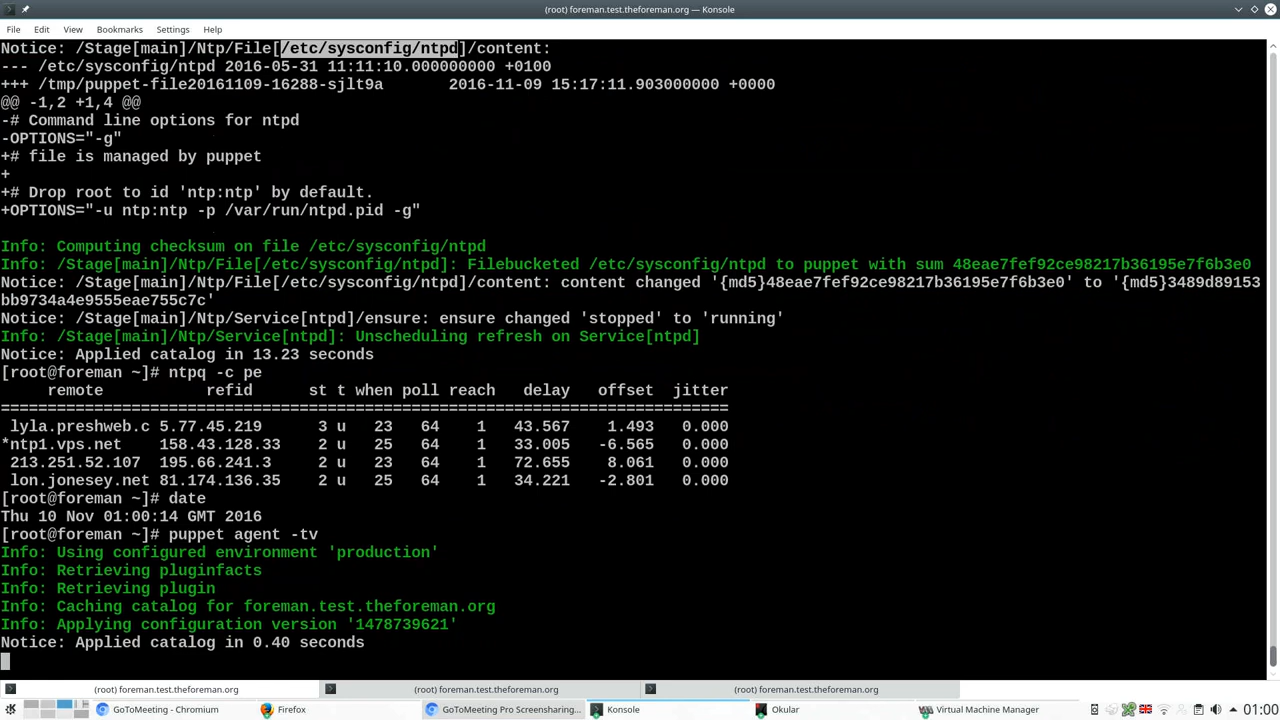 (root) foreman.test.theforeman.org — Konsole
File Edit View Bookmarks Settings Help
Notice: /Stage[main]/Ntp/File[/etc/sysconfig/ntpd]/content:
--- /etc/sysconfig/ntpd 2016-05-31 11:11:10.000000000 +0100
+++ /tmp/puppet-file20161109-16288-sjlt9a 2016-11-09 15:17:11.903000000 +0000
@@ -1,2 +1,4 @@
-# Command line options for ntpd
-OPTIONS="-g"
+# file is managed by puppet
+
+# Drop root to id 'ntp:ntp' by default.
+OPTIONS="-u ntp:ntp -p /var/run/ntpd.pid -g"
Info: Computing checksum on file /etc/sysconfig/ntpd
Info: /Stage[main]/Ntp/File[/etc/sysconfig/ntpd]: Filebucketed /etc/sysconfig/ntpd to puppet with sum 48eae7fef92ce98217b36195e7f6b3e0
Notice: /Stage[main]/Ntp/File[/etc/sysconfig/ntpd]/content: content changed '{md5}48eae7fef92ce98217b36195e7f6b3e0' to '{md5}3489d89153
bb9734a4e9555eae755c7c'
Notice: /Stage[main]/Ntp/Service[ntpd]/ensure: ensure changed 'stopped' to 'running'
Info: /Stage[main]/Ntp/Service[ntpd]: Unscheduling refresh on Service[ntpd]
Notice: Applied catalog in 13.23 seconds
[root@foreman ~]# ntpq -c pe
remote refid st t when poll reach delay offset jitter
==============================================================================
lyla.preshweb.c 5.77.45.219 3 u 23 64 1 43.567 1.493 0.000
*ntp1.vps.net 158.43.128.33 2 u 25 64 1 33.005 -6.565 0.000
213.251.52.107 195.66.241.3 2 u 23 64 1 72.655 8.061 0.000
lon.jonesey.net 81.174.136.35 2 u 25 64 1 34.221 -2.801 0.000
[root@foreman ~]# date
Thu 10 Nov 01:00:14 GMT 2016
[root@foreman ~]# puppet agent -tv
Info: Using configured environment 'production'
Info: Retrieving pluginfacts
Info: Retrieving plugin
Info: Caching catalog for foreman.test.theforeman.org
Info: Applying configuration version '1478739621'
Notice: Applied catalog in 0.40 seconds
(root) foreman.test.theforeman.org (root) foreman.test.theforeman.org (root) foreman.test.theforeman.org
GoToMeeting - Chromium Firefox GoToMeeting Pro Screensharing... Konsole Okular Virtual Machine Manager 01:00